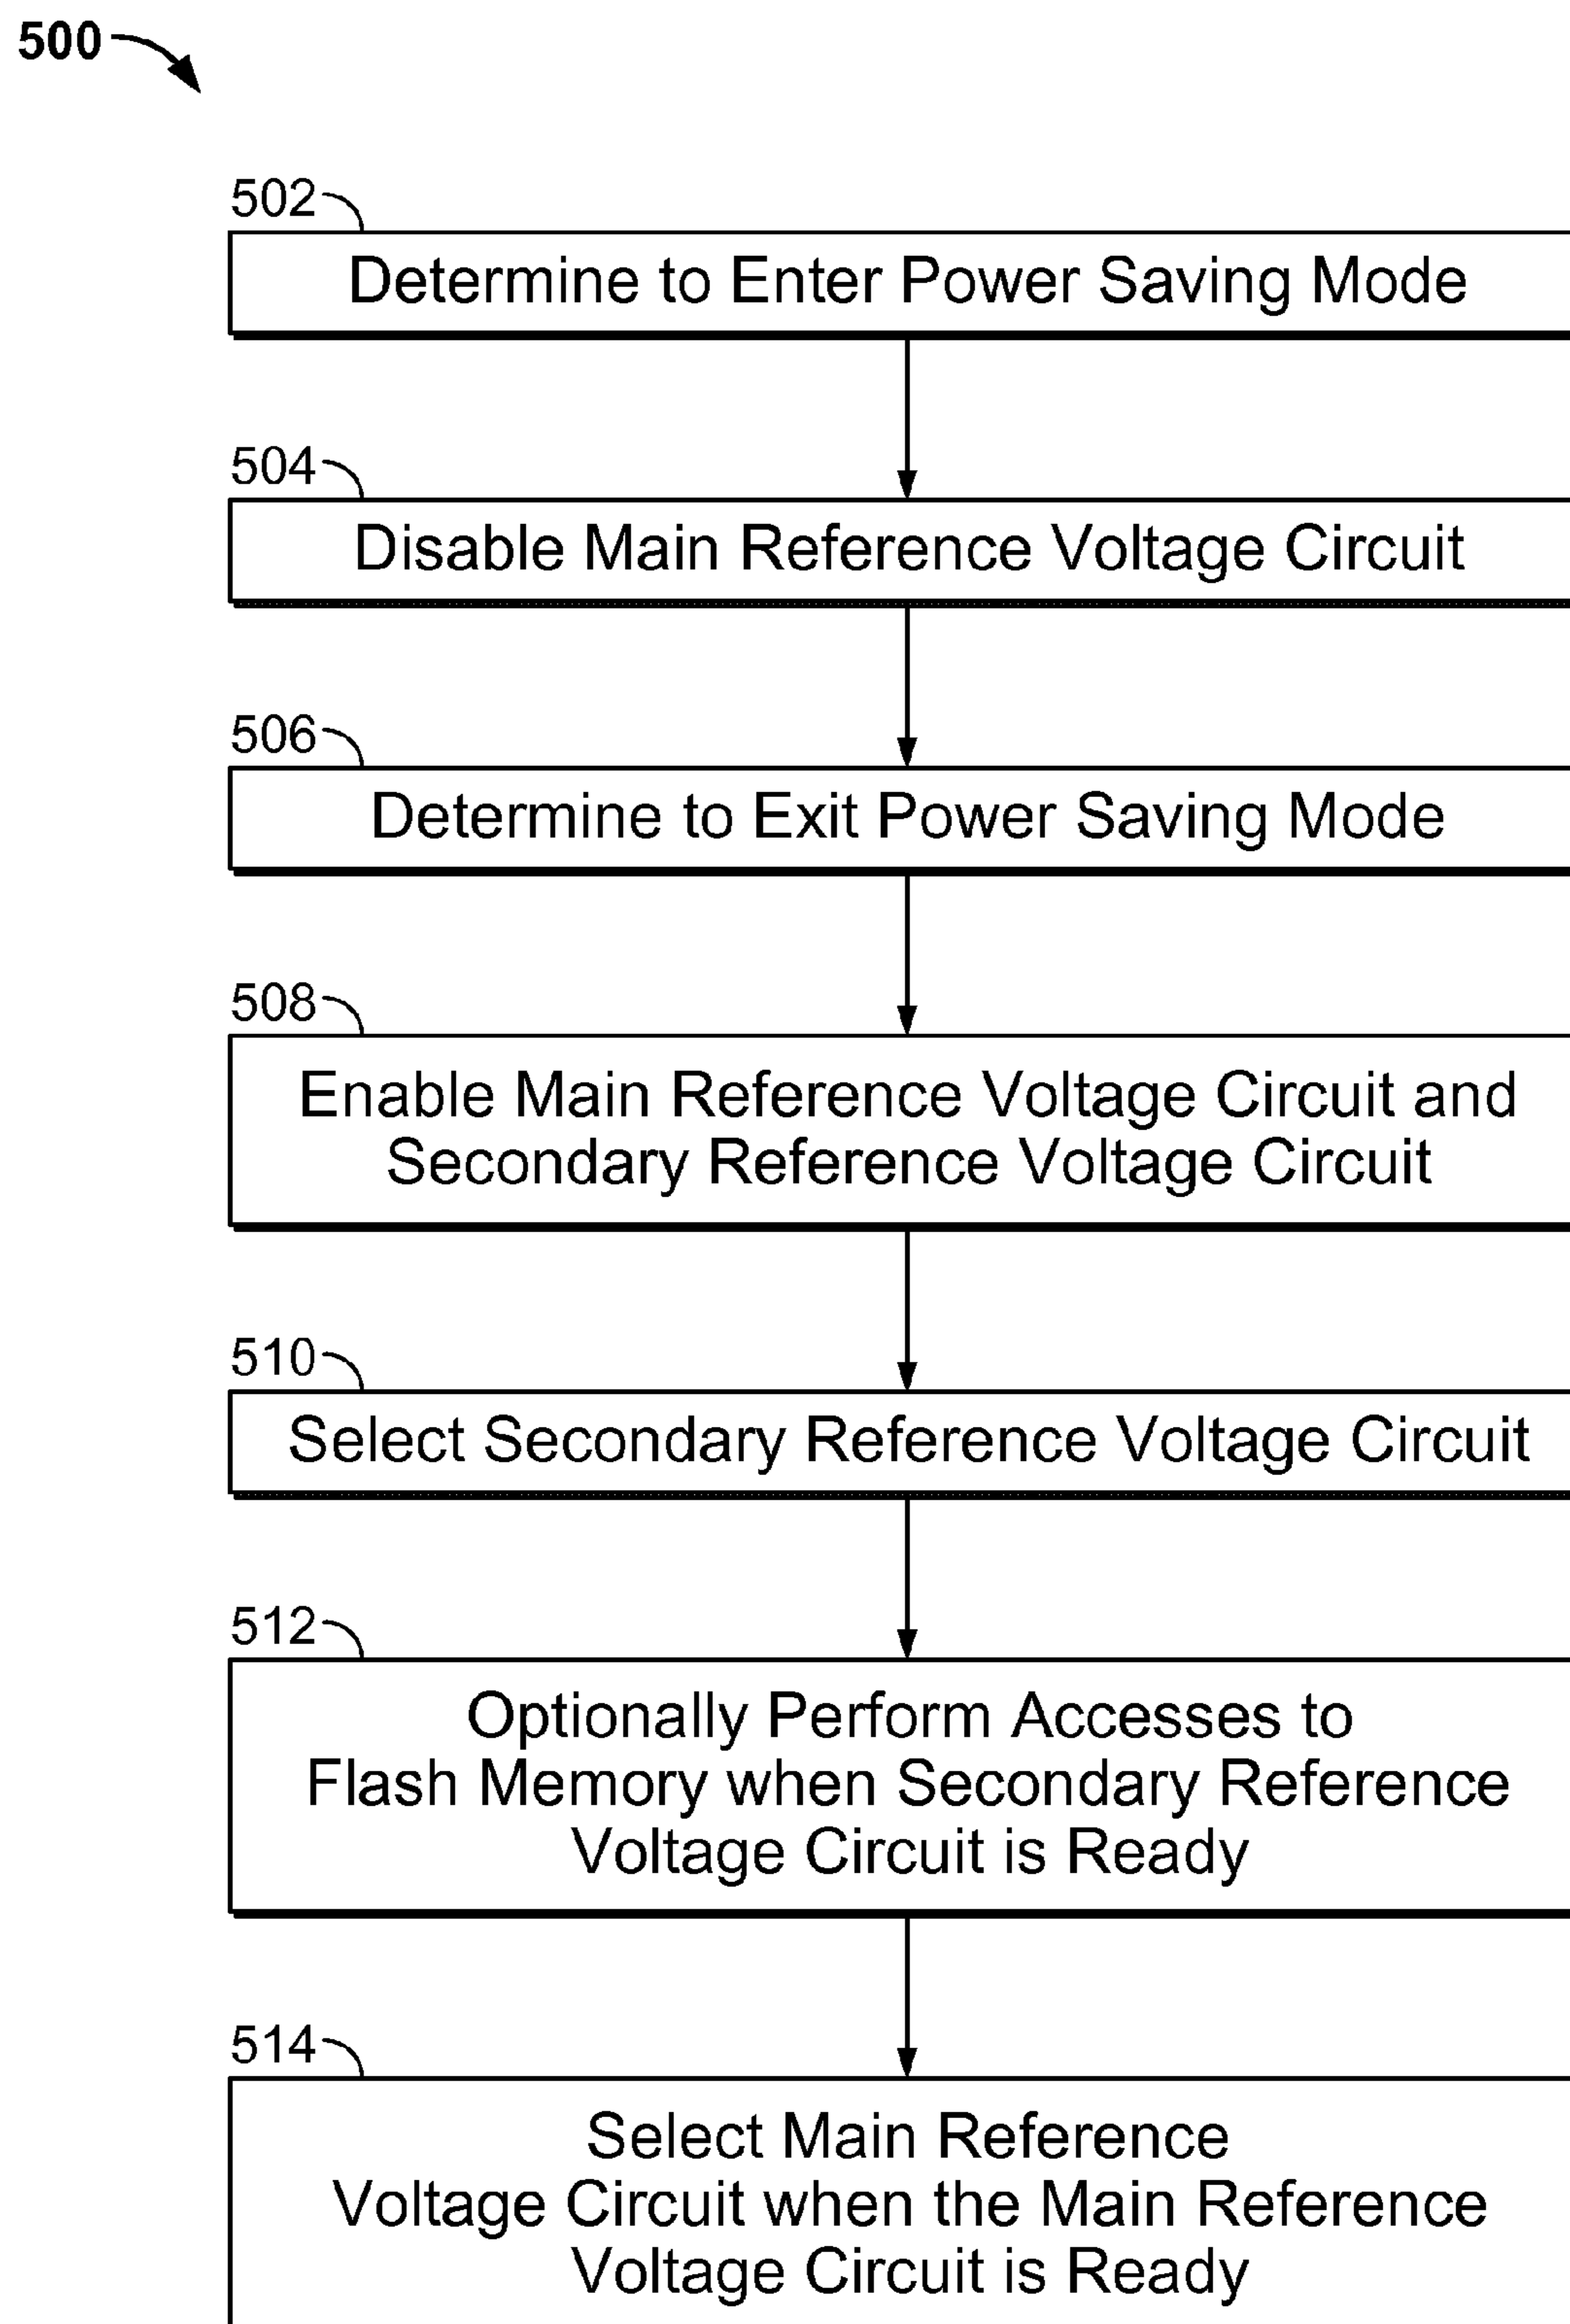 500
502
Determine to Enter Power Saving Mode
504
Disable Main Reference Voltage Circuit
506
Determine to Exit Power Saving Mode
508
Enable Main Reference Voltage Circuit and
Secondary Reference Voltage Circuit
510
Select Secondary Reference Voltage Circuit
512
Optionally Perform Accesses to
Flash Memory when Secondary Reference
Voltage Circuit is Ready
514
Select Main Reference
Voltage Circuit when the Main Reference
Voltage Circuit is Ready